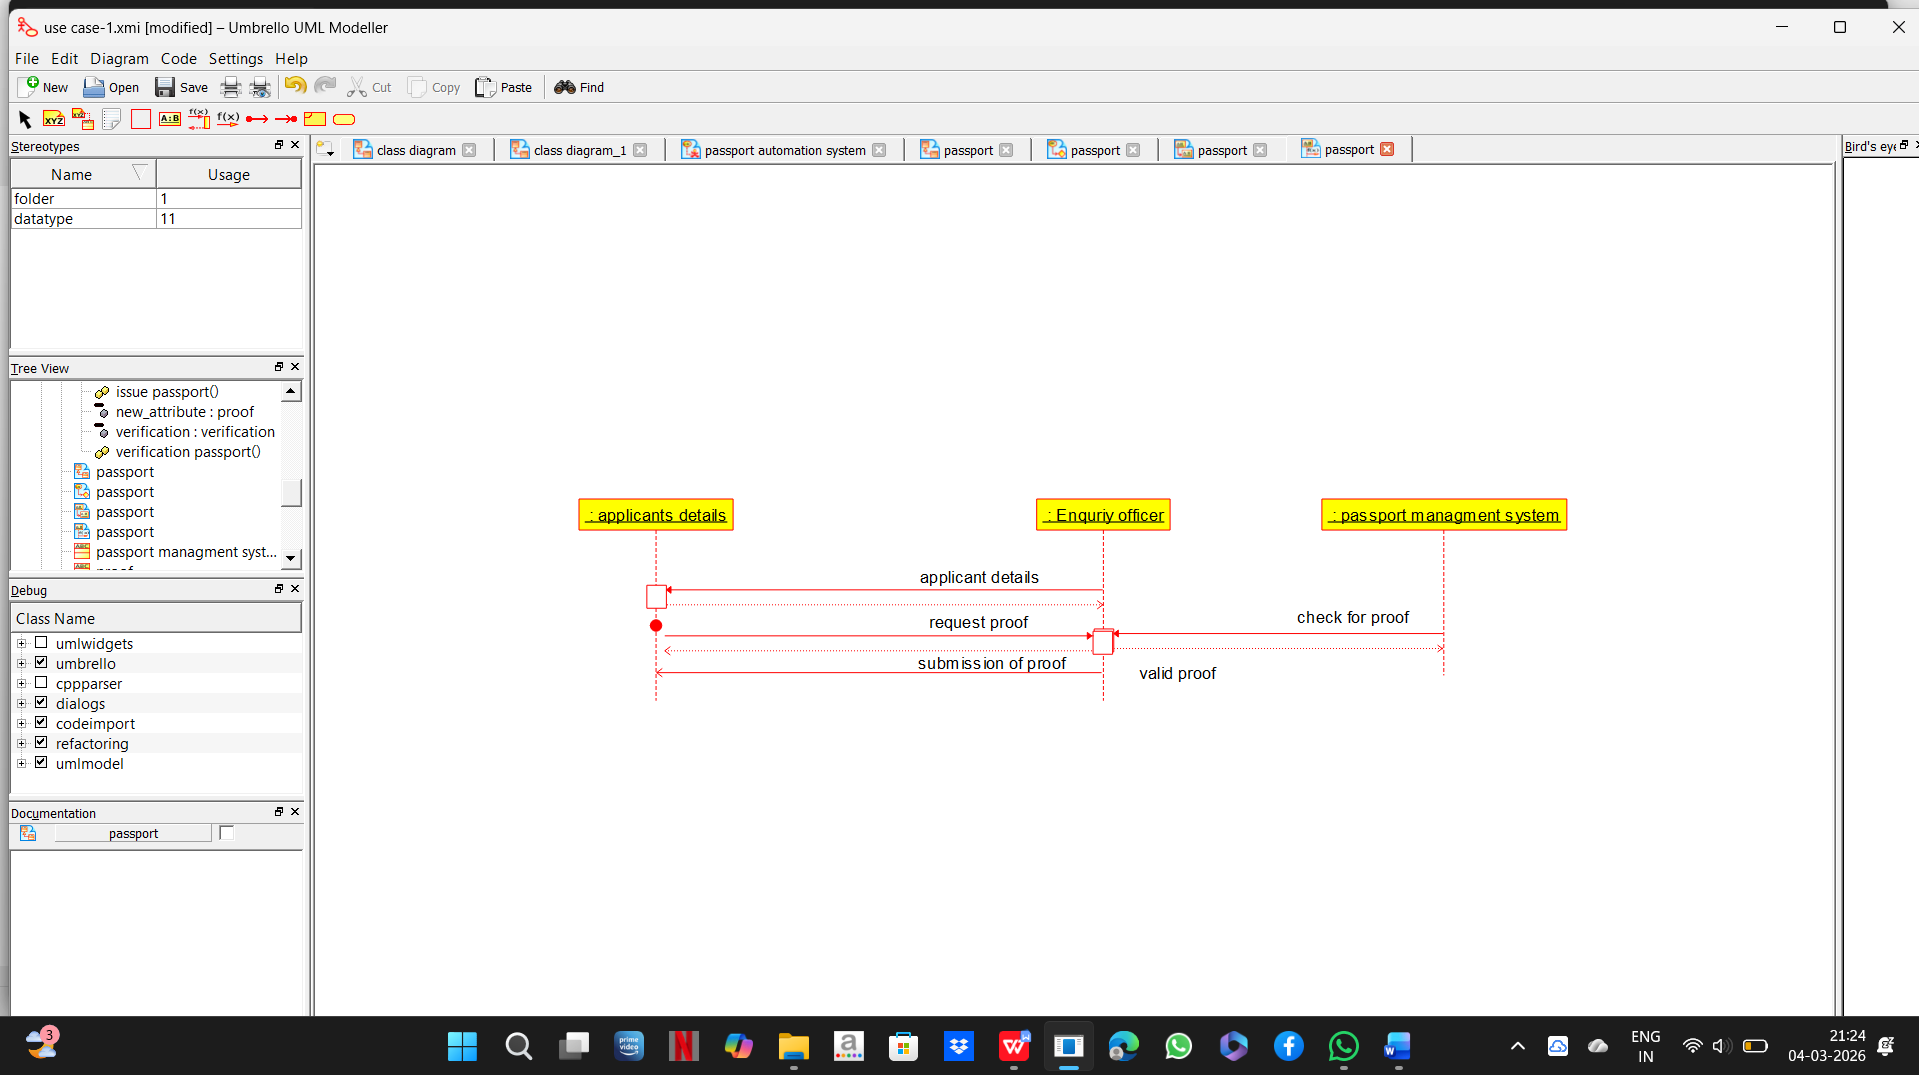 use case-1.xmi [modified] – Umbrello UML Modeller
File Edit Diagram Code Settings Help
New Open Save Cut Copy Paste Find
XYZ XYZ A:B f(x) f(x)
Stereotypes
Name Usage
folder 1
datatype 11
class diagram class diagram_1 passport automation system passport passport passport passport
Bird's eye
Tree View
issue passport()
new_attribute : proof
verification : verification
verification passport()
passport
passport
passport
passport
passport managment syst...
Debug
Class Name
umlwidgets
umbrello
cppparser
dialogs
codeimport
refactoring
umlmodel
Documentation
passport
: applicants details : Enquriy officer : passport managment system
applicant details
check for proof
request proof
submission of proof
valid proof
3
prime video
N
a
W
W
ENG
IN
21:24
04-03-2026